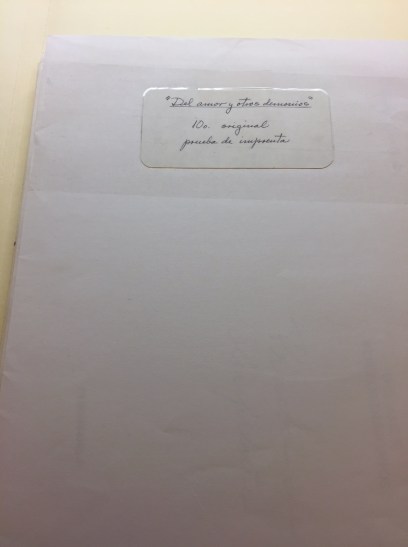 "Del amor y otros demonios"
10o. original
prueba de imprenta